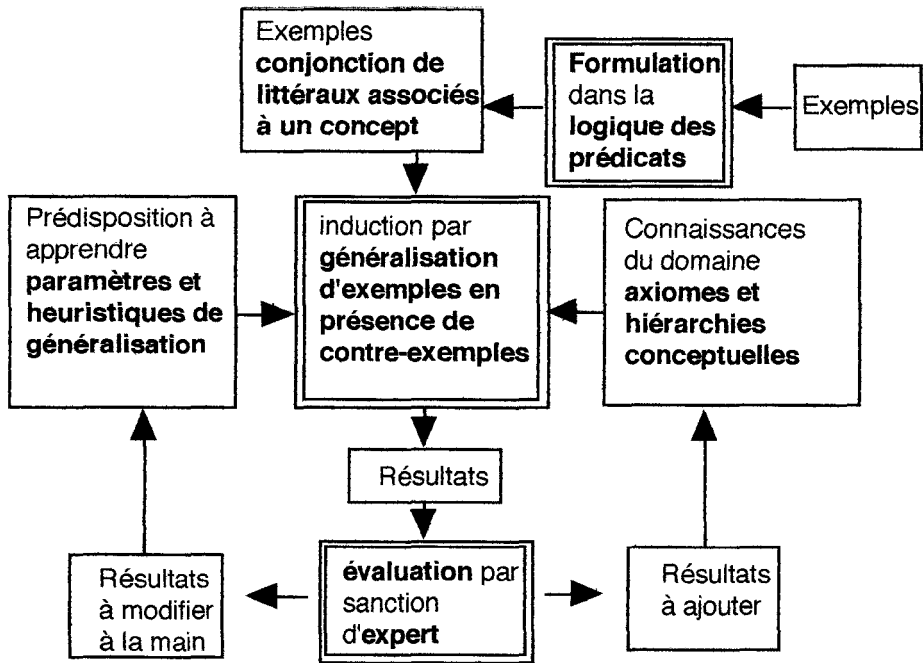 Exemples
conjonction de
littéraux associés
à un concept
Formulation
dans la
logique des
prédicats
Exemples
Prédisposition à
apprendre
paramètres et
heuristiques de
généralisation
induction par
généralisation
d'exemples en
présence de
contre-exemples
Connaissances
du domaine
axiomes et
hiérarchies
conceptuelles
Résultats
Résultats
à modifier
à la main
évaluation par
sanction
d'expert
Résultats
à ajouter